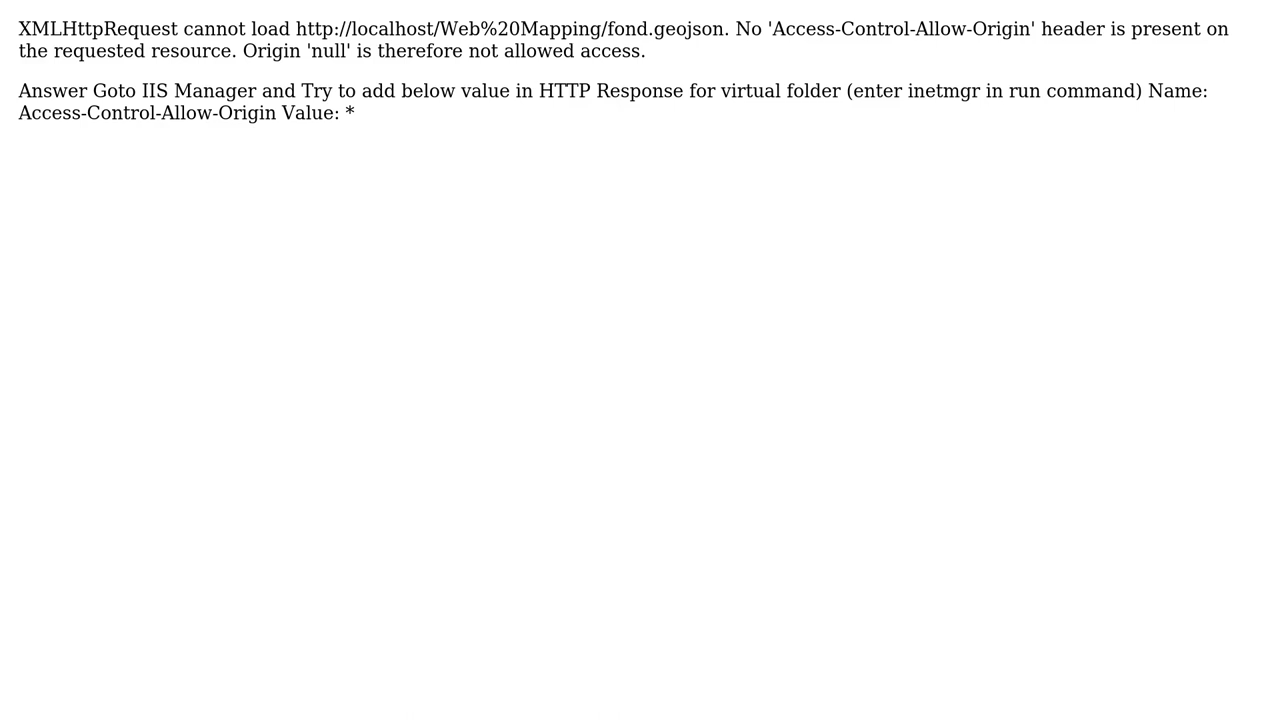 XMLHttpRequest cannot load http://localhost/Web%20Mapping/fond.geojson. No 'Access-Control-Allow-Origin' header is present on
the requested resource. Origin 'null' is therefore not allowed access.
Answer Goto IIS Manager and Try to add below value in HTTP Response for virtual folder (enter inetmgr in run command) Name:
Access-Control-Allow-Origin Value: *